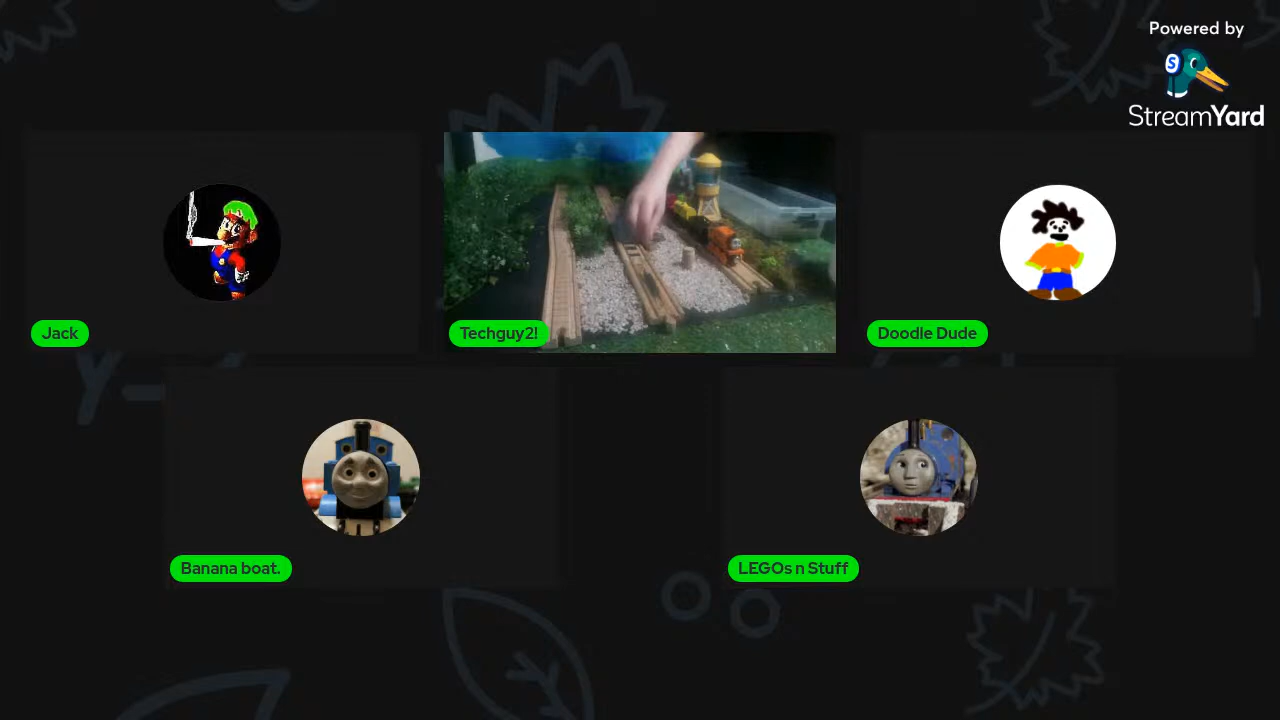 Powered by
S
StreamYard
Jack
Techguy2!
Doodle Dude
Banana boat.
LEGOs n Stuff